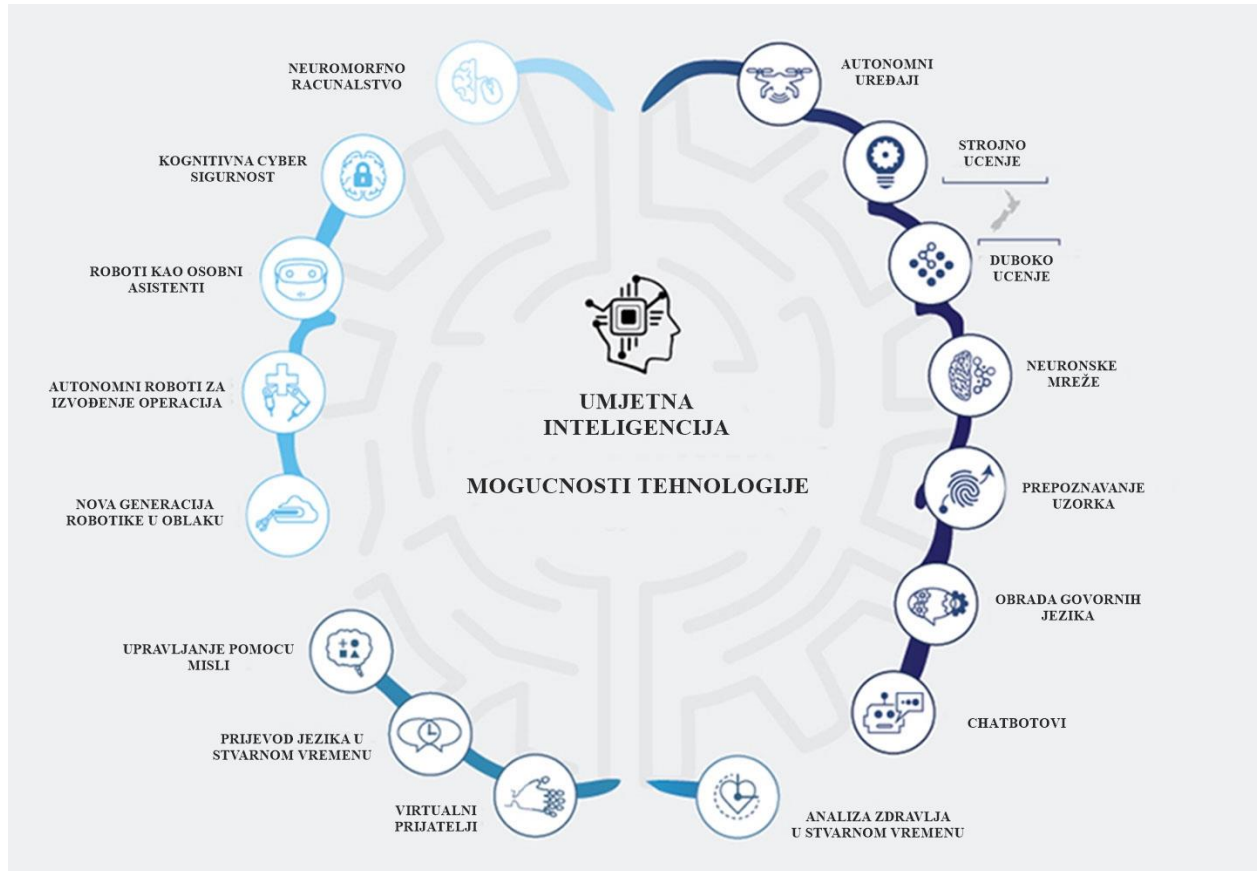 NEUROMORFNO
RACUNALSTVO
KOGNITIVNA CYBER
SIGURNOST
ROBOTI KAO OSOBNI
ASISTENTI
AUTONOMNI ROBOTI ZA
IZVOĐENJE OPERACIJA
NOVA GENERACIJA
ROBOTIKE U OBLAKU
UPRAVLJANJE POMOCU
MISLI
PRIJEVOD JEZIKA U
STVARNOM VREMENU
VIRTUALNI
PRIJATELJI
UMJETNA
INTELIGENCIJA
MOGUCNOSTI TEHNOLOGIJE
AUTONOMNI
UREĐAJI
STROJNO
UCENJE
DUBOKO
UCENJE
NEURONSKE
MREŽE
PREPOZNAVANJE
UZORKA
OBRADA GOVORNIH
JEZIKA
CHATBOTOVI
ANALIZA ZDRAVLJA
U STVARNOM VREMENU